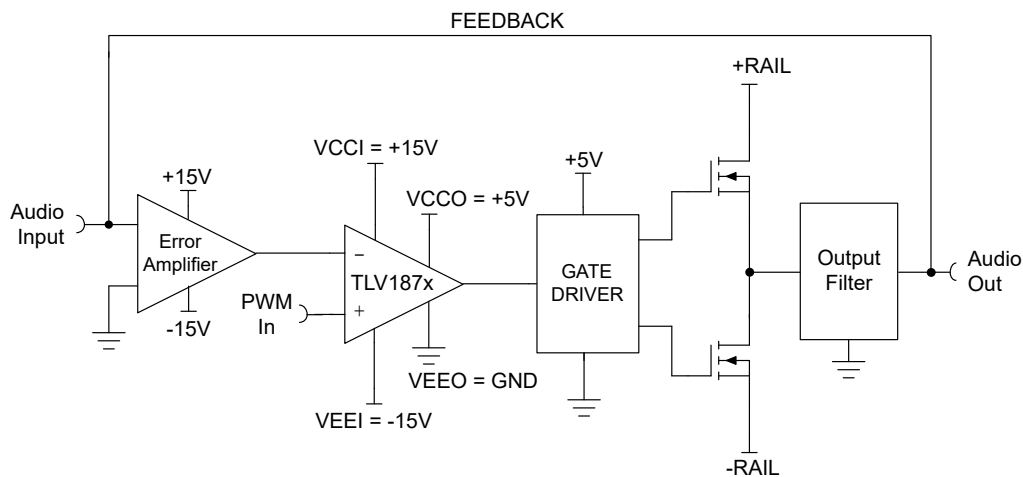 FEEDBACK
+RAIL
VCCI = +15V
+5V
+15V
VCCO = +5V
Audio
Input
Error
Amplifier
−
TLV187x
+
GATE
DRIVER
Output
Filter
Audio
Out
PWM
In
-15V
VEEO = GND
VEEI = -15V
-RAIL